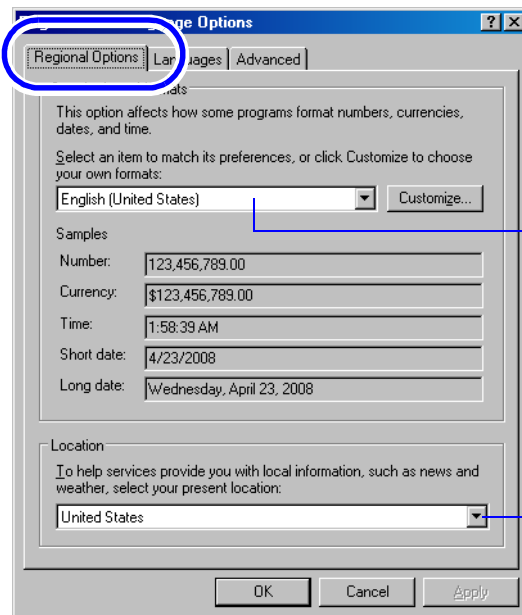 Options
Regional Options Languages Advanced
This option affects how some programs format numbers, currencies,
dates, and time.
Select an item to match its preferences, or click Customize to choose
your own formats:
English (United States) Customize...
Samples
Number: 123,456,789.00
Currency: $123,456,789.00
Time: 1:58:39 AM
Short date: 4/23/2008
Long date: Wednesday, April 23, 2008
Location
To help services provide you with local information, such as news and
weather, select your present location:
United States
OK Cancel Apply